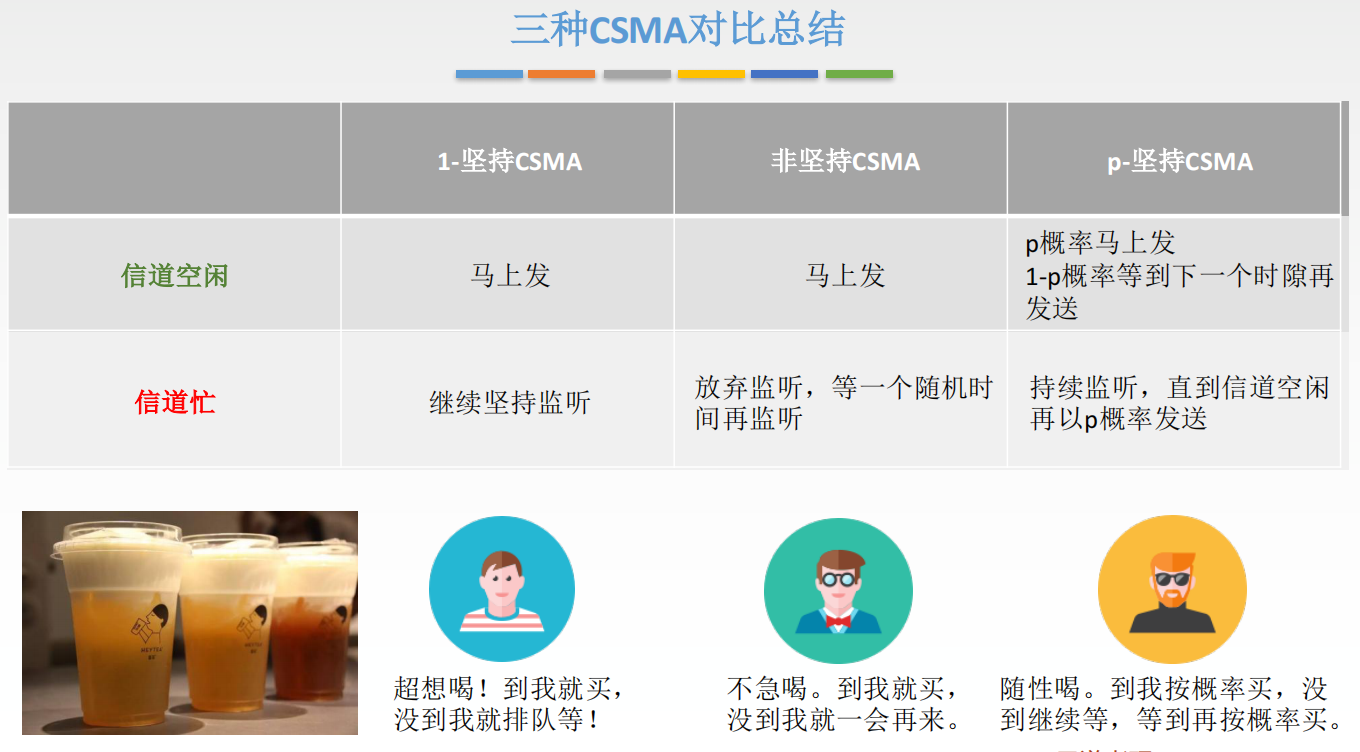 三种CSMA对比总结
1-坚持CSMA
非坚持CSMA
p-坚持CSMA
信道空闲
马上发
马上发
p概率马上发
1-p概率等到下一个时隙再
发送
信道忙
继续坚持监听
放弃监听，等一个随机时
间再监听
持续监听，直到信道空闲
再以p概率发送
HEYTEA
超想喝！到我就买，
没到我就排队等！
不急喝。到我就买，
没到我就一会再来。
随性喝。到我按概率买，没
到继续等，等到再按概率买。